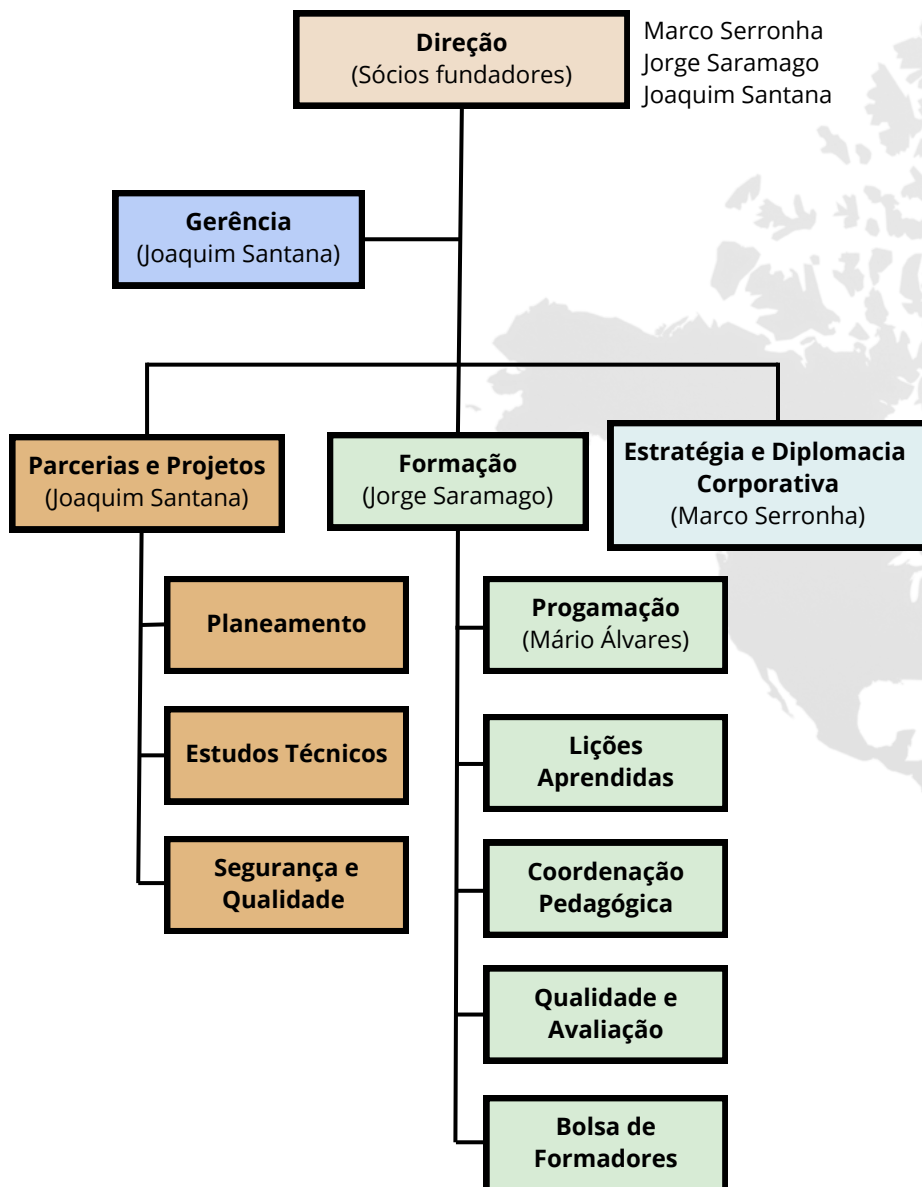 Direção
(Sócios fundadores)
Marco Serronha
Jorge Saramago
Joaquim Santana
Gerência
(Joaquim Santana)
Parcerias e Projetos
(Joaquim Santana)
Formação
(Jorge Saramago)
Estratégia e Diplomacia
Corporativa
(Marco Serronha)
Planeamento
Estudos Técnicos
Segurança e
Qualidade
Progamação
(Mário Álvares)
Lições
Aprendidas
Coordenação
Pedagógica
Qualidade e
Avaliação
Bolsa de
Formadores